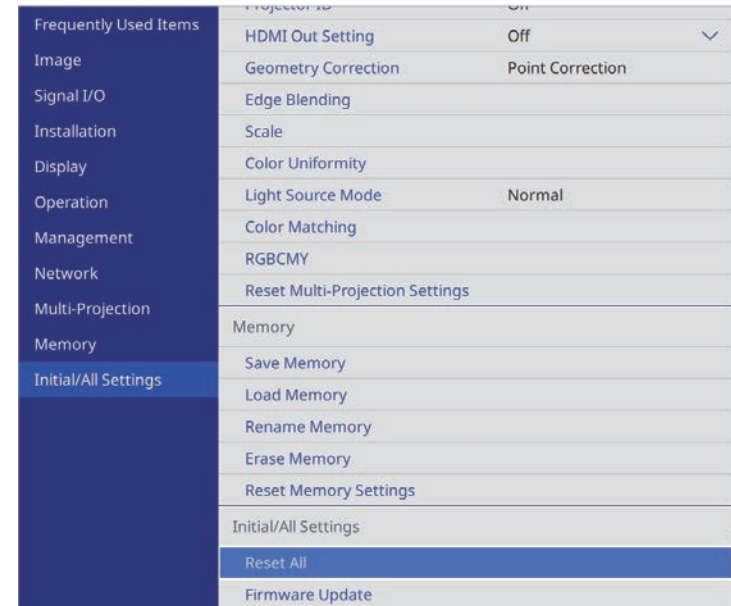 Frequently Used Items
Image
Signal I/O
Installation
Display
Operation
Management
Network
Multi-Projection
Memory
Initial/All Settings
Projector ID Off
HDMI Out Setting Off
Geometry Correction Point Correction
Edge Blending
Scale
Color Uniformity
Light Source Mode Normal
Color Matching
RGBCMY
Reset Multi-Projection Settings
Memory
Save Memory
Load Memory
Rename Memory
Erase Memory
Reset Memory Settings
Initial/All Settings
Reset All
Firmware Update